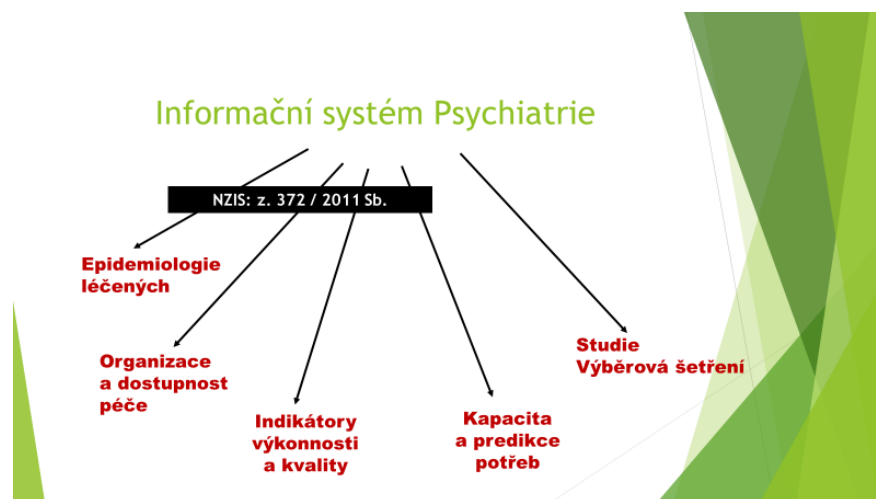 Informační systém Psychiatrie
NZIS: z. 372 / 2011 Sb.
Epidemiologie
léčených
Organizace
a dostupnost
péče
Indikátory
výkonnosti
a kvality
Kapacita
a predikce
potřeb
Studie
Výběrová šetření